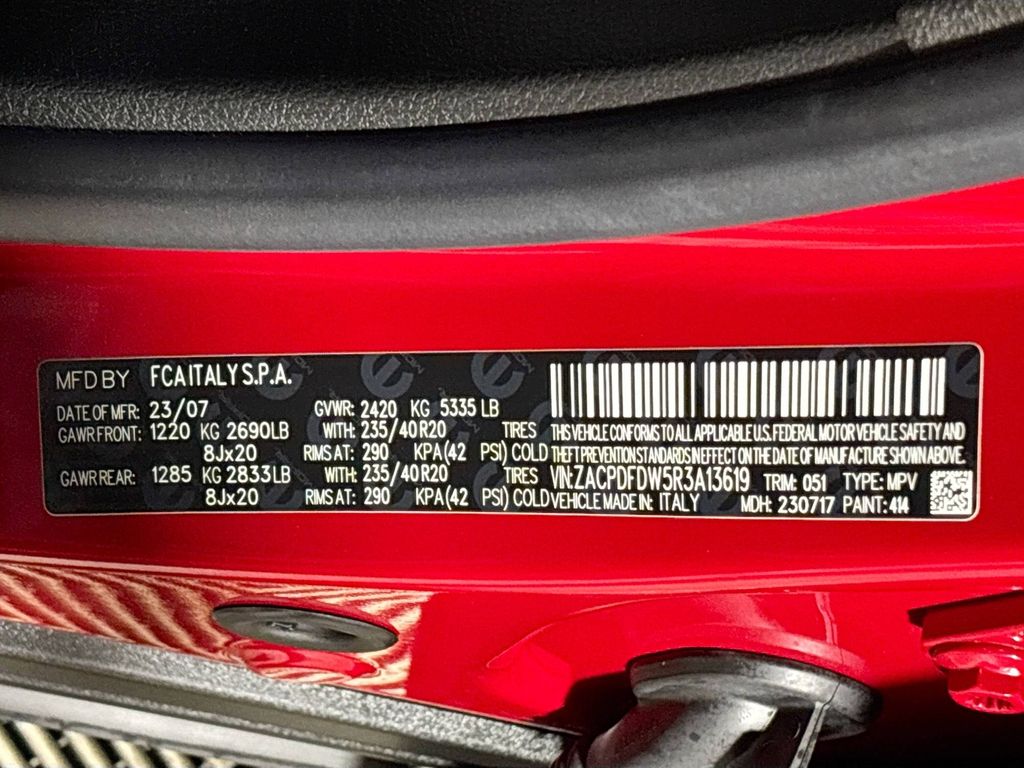 MFD BY FCA ITALY S.P.A.
DATE OF MFR: 23/07 GVWR: 2420 KG 5335 LB
GAWR FRONT: 1220 KG 2690LB WITH: 235/40R20 TIRES
8Jx20 RIMS AT: 290 KPA(42 PSI) COLD
GAWR REAR: 1285 KG 2833LB WITH: 235/40R20 TIRES
8Jx20 RIMS AT: 290 KPA(42 PSI) COLD
THIS VEHICLE CONFORMS TO ALL APPLICABLE U.S. FEDERAL MOTOR VEHICLE SAFETY AND
THEFT PREVENTION STANDARDS IN EFFECT ON THE DATE OF MANUFACTURE SHOWN ABOVE.
VIN:ZACPDFDW5R3A13619 TRIM: 051 TYPE: MPV
VEHICLE MADE IN: ITALY MDH: 230717 PAINT: 414